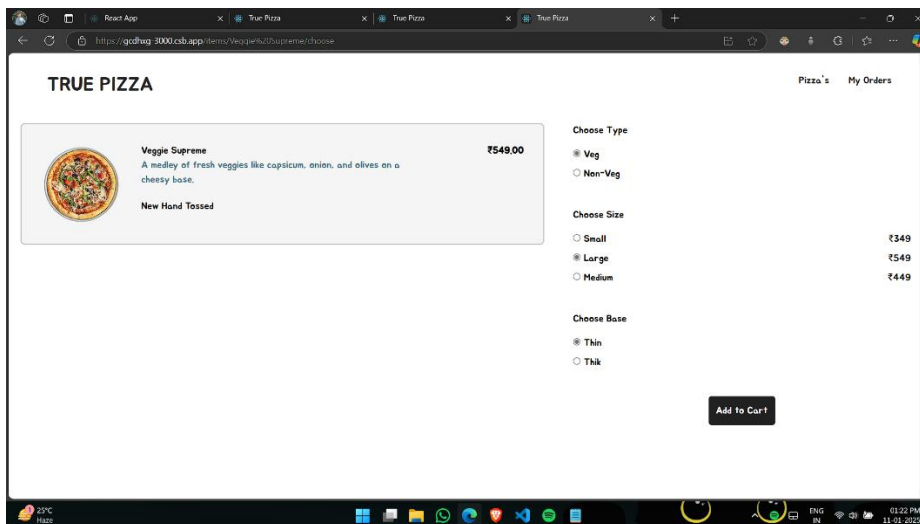 React App
True Pizza
True Pizza
True Pizza
https://gcdhxg-3000.csb.app/items/Veggie%20Supreme/choose
TRUE PIZZA
Pizza's
My Orders
Veggie Supreme
₹549.00
A medley of fresh veggies like capsicum, onion, and olives on a
cheesy base.
New Hand Tossed
Choose Type
Veg
Non-Veg
Choose Size
Small ₹349
Large ₹549
Medium ₹449
Choose Base
Thin
Thik
Add to Cart
1
25°C
Haze
ENG
IN
01:22 PM
11-01-2025